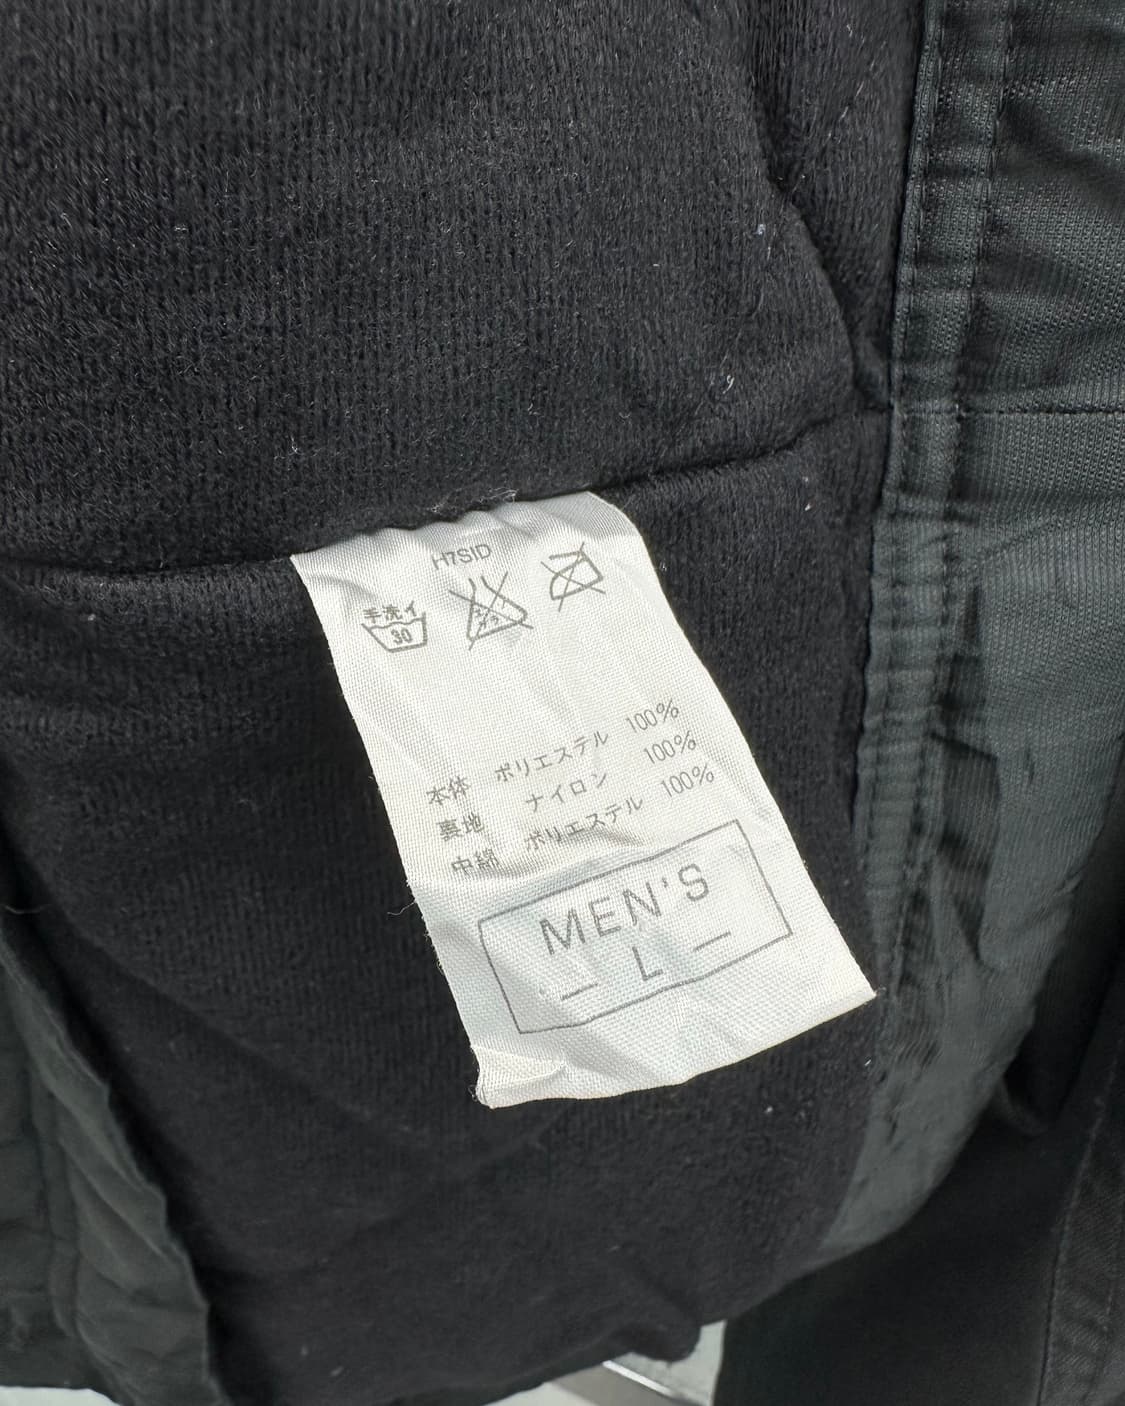 H7SID
手洗イ
30
本体 ポリエステル 100%
裏地 ナイロン 100%
中綿 ポリエステル 100%
MEN'S
L